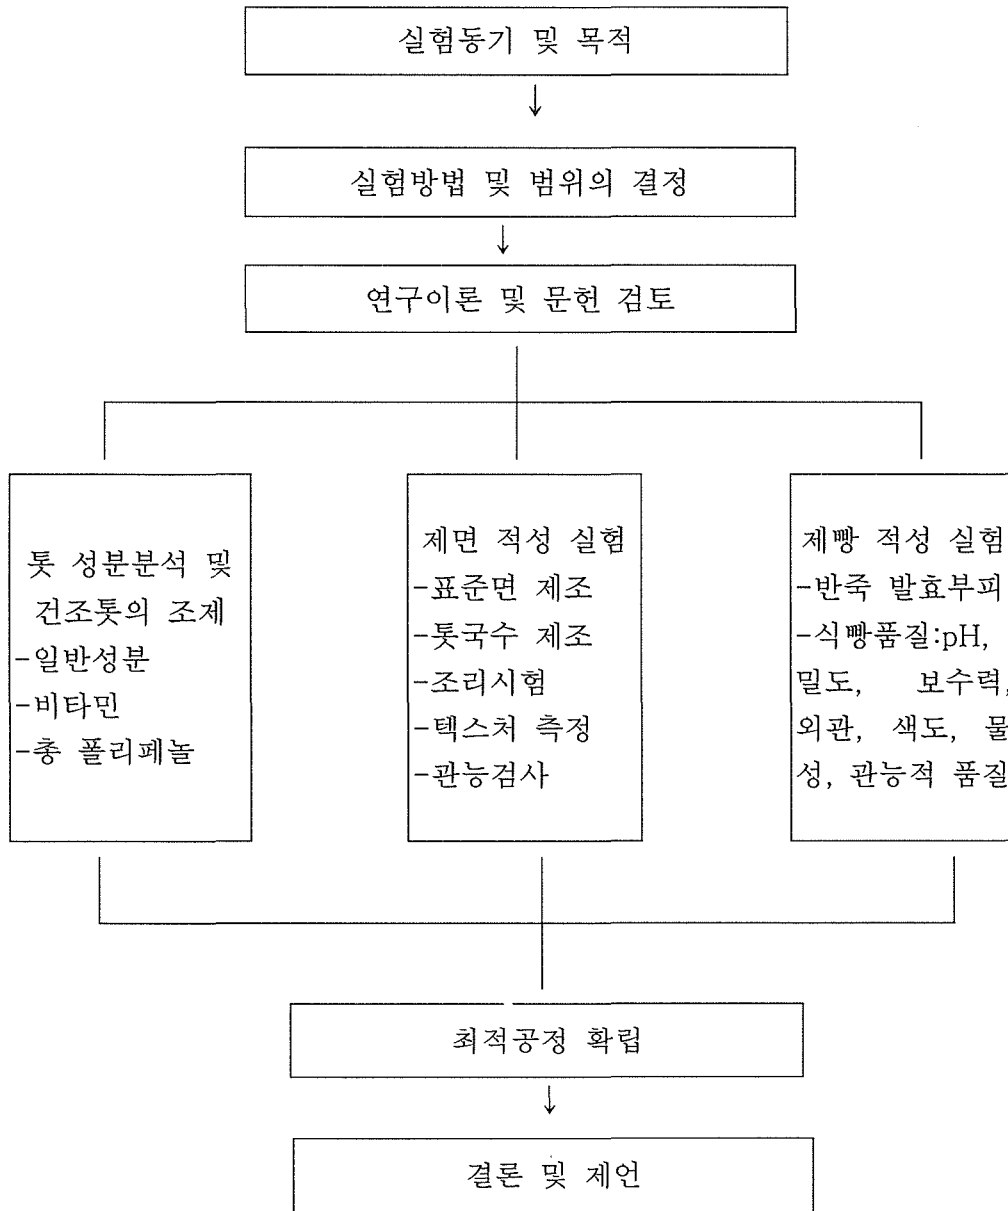 실험동기 및 목적
실험방법 및 범위의 결정
연구이론 및 문헌 검토
톳 성분분석 및
건조톳의 조제
-일반성분
-비타민
-총 폴리페놀
제면 적성 실험
-표준면 제조
-톳국수 제조
-조리시험
-텍스처 측정
-관능검사
제빵 적성 실험
-반죽 발효부피
-식빵품질:pH,
밀도, 보수력,
외관, 색도, 물
성, 관능적 품질
최적공정 확립
결론 및 제언